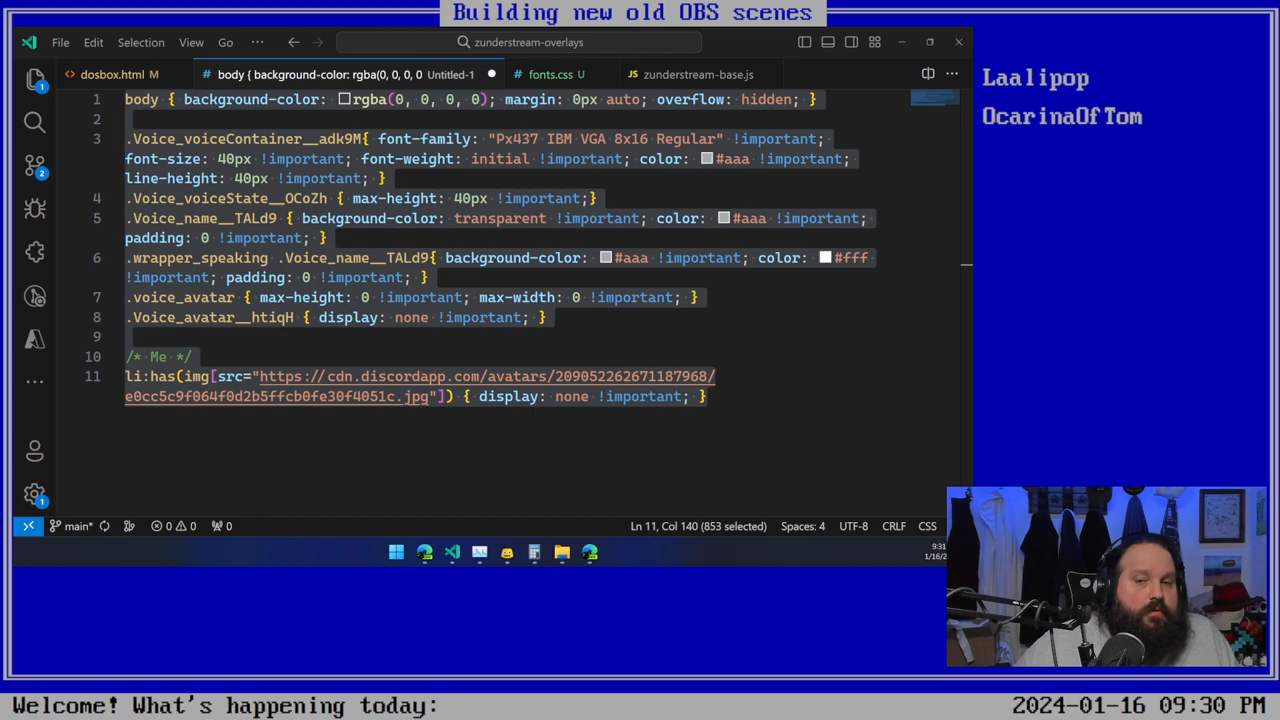 Building new old OBS scenes
File Edit Selection View Go ··· zunderstream-overlays
dosbox.html M # body { background-color: rgba(0, 0, 0, 0 Untitled-1 # fonts.css U JS zunderstream-base.js ···
1 body { background-color: rgba(0, 0, 0, 0); margin: 0px auto; overflow: hidden; }
2
3 .Voice_voiceContainer__adk9M{ font-family: "Px437 IBM VGA 8x16 Regular" !important;
font-size: 40px !important; font-weight: initial !important; color: #aaa !important;
line-height: 40px !important; }
4 .Voice_voiceState__OCoZh { max-height: 40px !important;}
5 .Voice_name__TALd9 { background-color: transparent !important; color: #aaa !important;
padding: 0 !important; }
6 .wrapper_speaking .Voice_name__TALd9{ background-color: #aaa !important; color: #fff
!important; padding: 0 !important; }
7 .voice_avatar { max-height: 0 !important; max-width: 0 !important; }
8 .Voice_avatar__htiqH { display: none !important; }
9
10 /* Me */
11 li:has(img[src="https://cdn.discordapp.com/avatars/209052262671187968/
e0cc5c9f064f0d2b5ffcb0fe30f4051c.jpg"]) { display: none !important; }
1
2
1
main* 0 0 0 Ln 11, Col 140 (853 selected) Spaces: 4 UTF-8 CRLF CSS
9:31
1/16/2
Laalipop
OcarinaOfTom
Welcome! What's happening today: 2024-01-16 09:30 PM